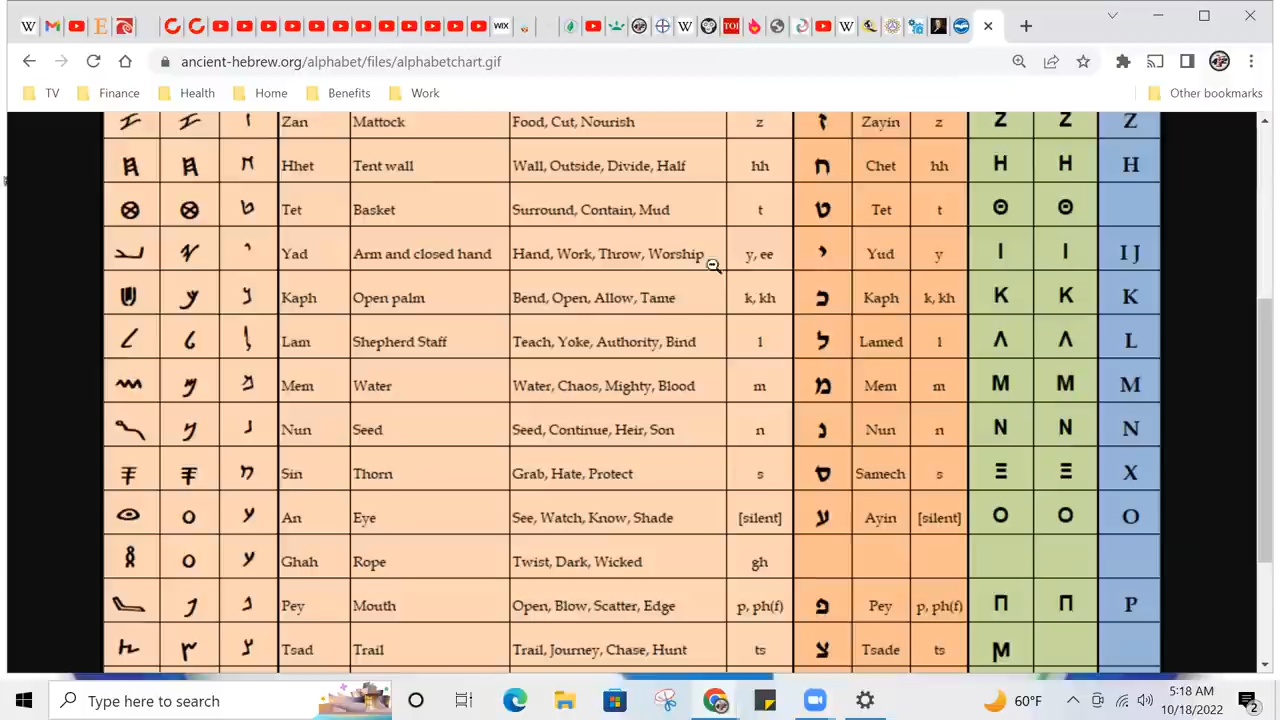 W M E C C WIX W TOI W
ancient-hebrew.org/alphabet/files/alphabetchart.gif
TV Finance Health Home Benefits Work Other bookmarks
ז Zan Mattock Food, Cut, Nourish z ז Zayin z Z Z Z
ח Hhet Tent wall Wall, Outside, Divide, Half hh ח Chet hh H H H
ט Tet Basket Surround, Contain, Mud t ט Tet t Θ Θ
י Yad Arm and closed hand Hand, Work, Throw, Worship y, ee י Yud y I I I J
Kaph Open palm Bend, Open, Allow, Tame k, kh כ Kaph k, kh K K K
Lam Shepherd Staff Teach, Yoke, Authority, Bind l ל Lamed l Λ Λ L
Mem Water Water, Chaos, Mighty, Blood m מ Mem m M M M
Nun Seed Seed, Continue, Heir, Son n נ Nun n N N N
Sin Thorn Grab, Hate, Protect s ס Samech s Ξ Ξ X
An Eye See, Watch, Know, Shade [silent] ע Ayin [silent] O O O
Ghah Rope Twist, Dark, Wicked gh
Pey Mouth Open, Blow, Scatter, Edge p, ph(f) פ Pey p, ph(f) Π Π P
Tsad Trail Trail, Journey, Chase, Hunt ts צ Tsade ts
Type here to search 60°F 5:18 AM
10/18/2022 2